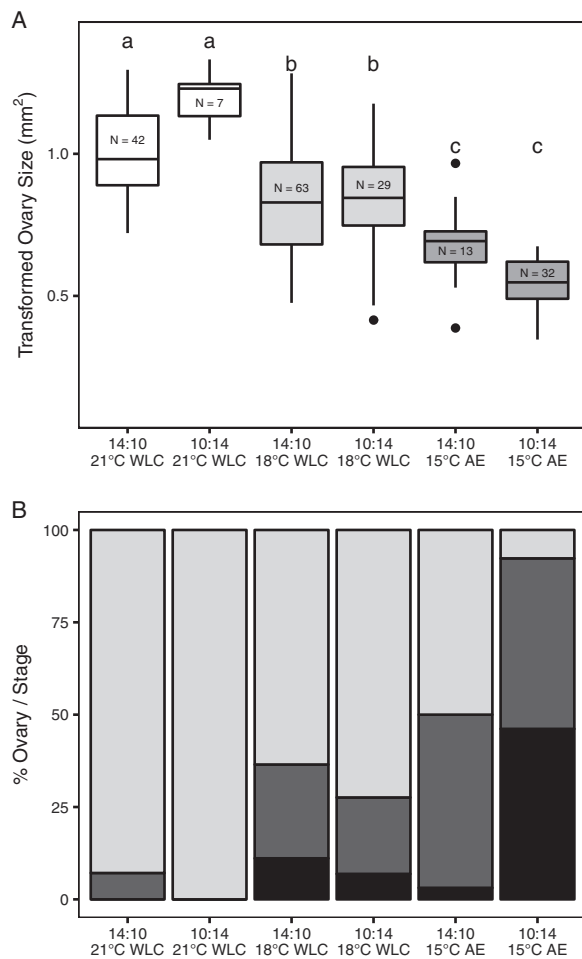 A
a a b b c c
Transformed Ovary Size (mm²)
1.0
0.5
N = 42
N = 7
N = 63
N = 29
N = 13
N = 32
14:10 10:14 14:10 10:14 14:10 10:14
21°C WLC 21°C WLC 18°C WLC 18°C WLC 15°C AE 15°C AE
B
% Ovary / Stage
100
75
50
25
0
14:10 10:14 14:10 10:14 14:10 10:14
21°C WLC 21°C WLC 18°C WLC 18°C WLC 15°C AE 15°C AE